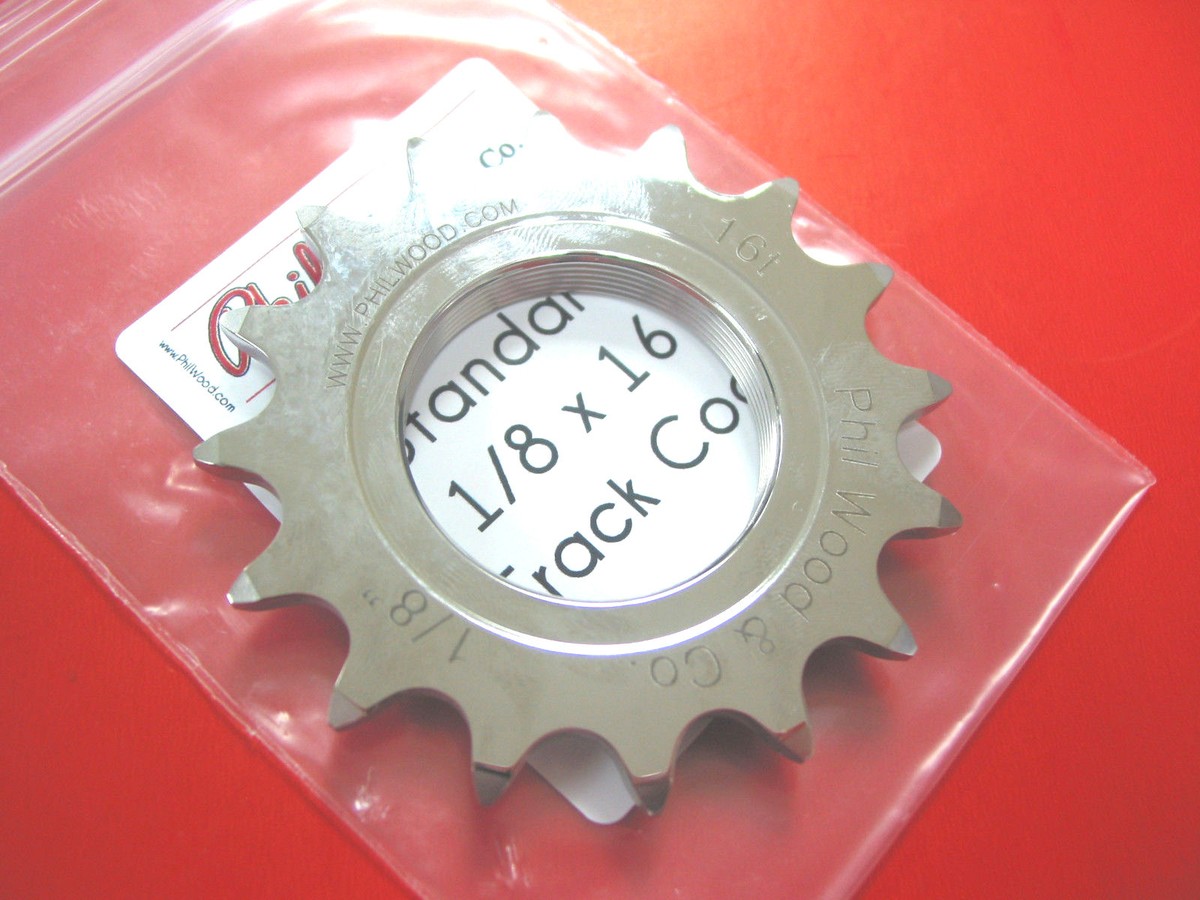 Co.
Phil
www.PhilWood.com
WWW.PHILWOOD.COM
16t
Phil Wood & Co.
1/8"
Standar
1/8 x 16
Track Co